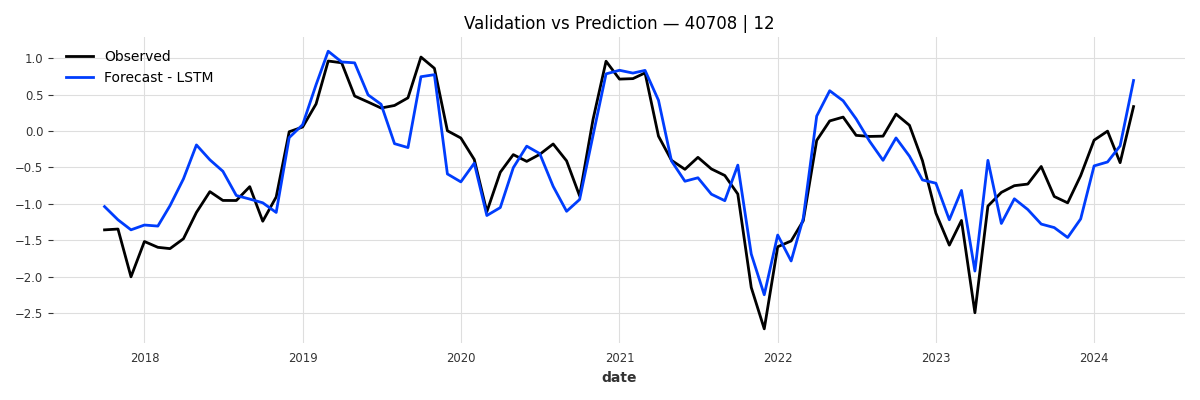 Validation vs Prediction — 40708 | 12
Observed
Forecast - LSTM
1.0
0.5
0.0
−0.5
−1.0
−1.5
−2.0
−2.5
2018 2019 2020 2021 2022 2023 2024
date